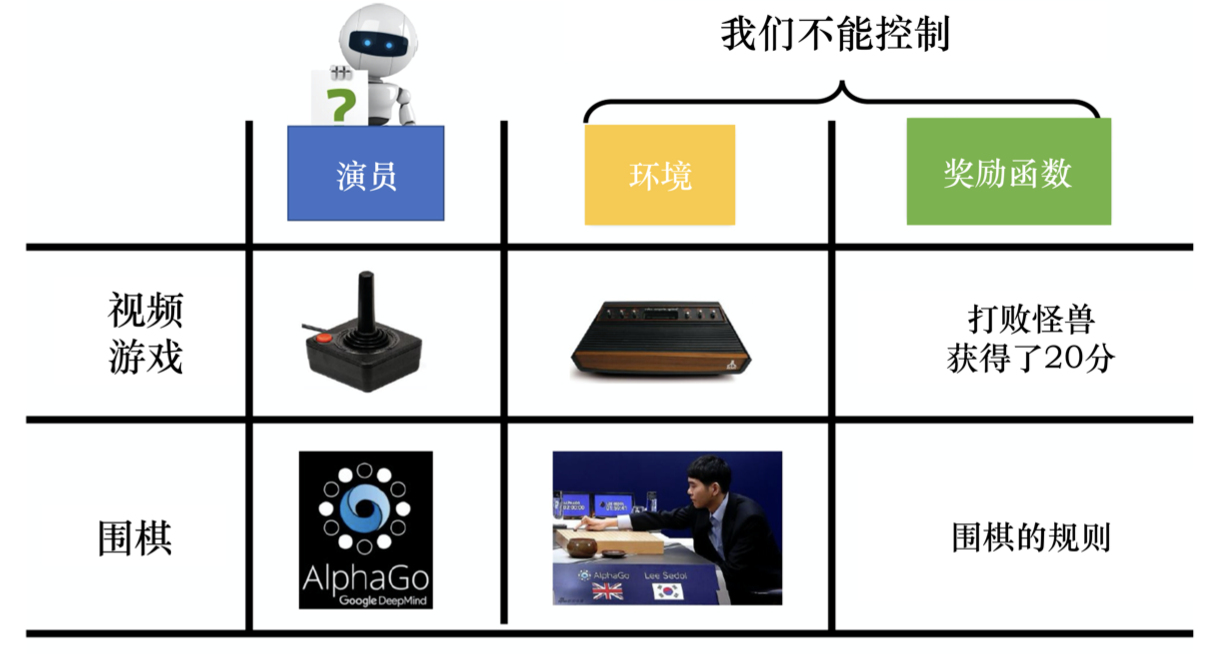 我们不能控制
?
演员
环境
奖励函数
视频
游戏
打败怪兽
获得了20分
围棋
AlphaGo
Google DeepMind
AlphaGo
Lee Sedol
围棋的规则